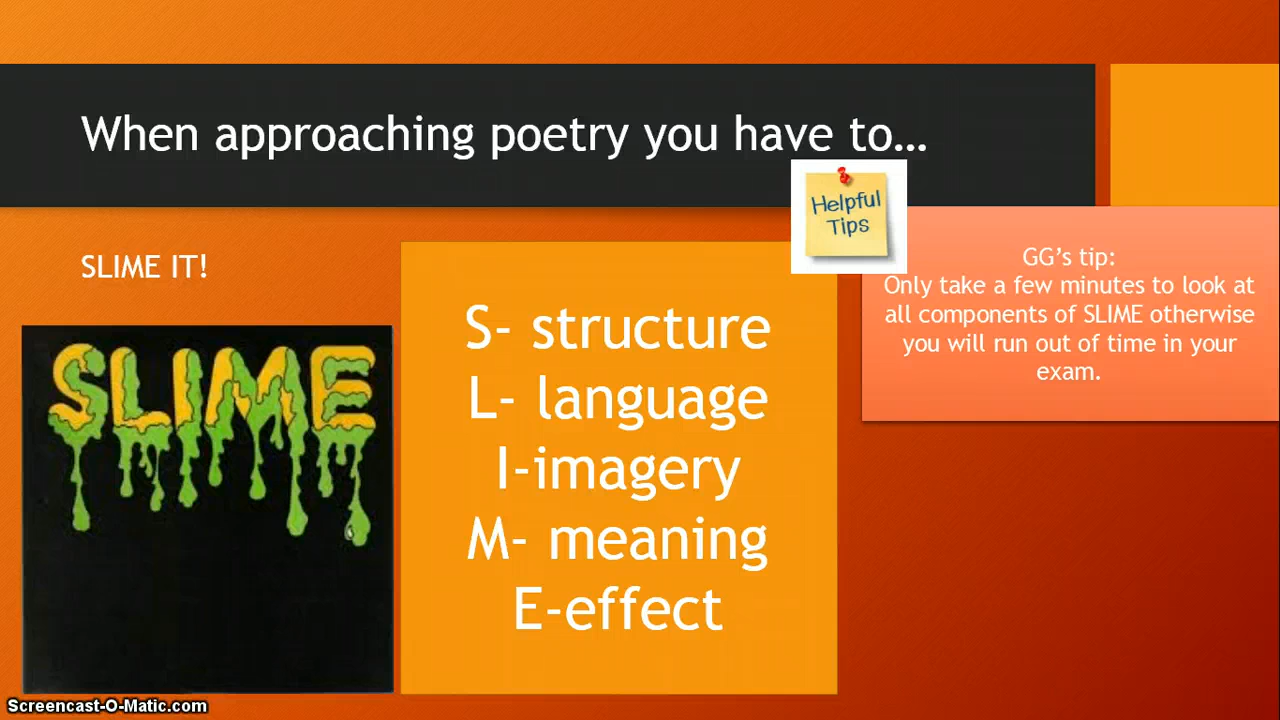 When approaching poetry you have to…
Helpful
Tips
SLIME IT!
SLIME
S- structure
L- language
I-imagery
M- meaning
E-effect
GG’s tip:
Only take a few minutes to look at
all components of SLIME otherwise
you will run out of time in your
exam.
Screencast-O-Matic.com